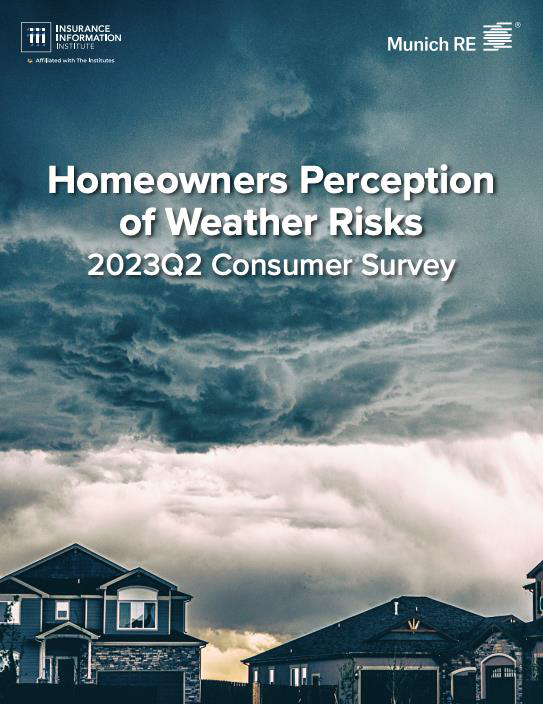 INSURANCE
INFORMATION
INSTITUTE
Affiliated with The Institutes
Munich RE
®
Homeowners Perception
of Weather Risks
2023Q2 Consumer Survey